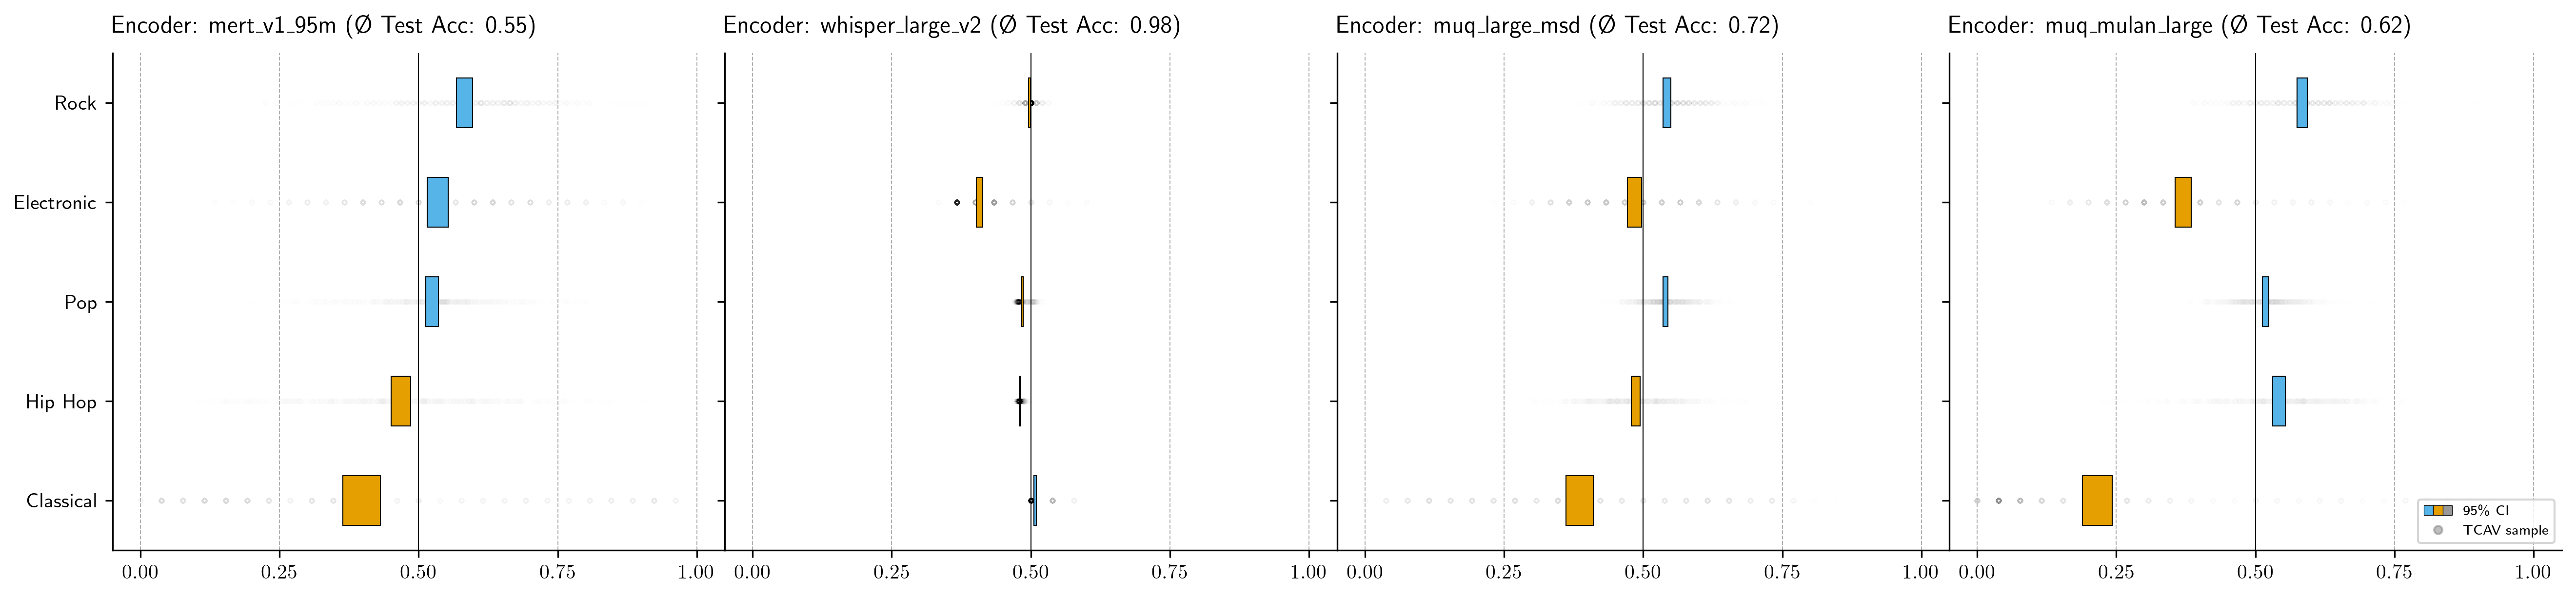 Encoder: mert_v1_95m (Ø Test Acc: 0.55)
Encoder: whisper_large_v2 (Ø Test Acc: 0.98)
Encoder: muq_large_msd (Ø Test Acc: 0.72)
Encoder: muq_mulan_large (Ø Test Acc: 0.62)
Rock
Electronic
Pop
Hip Hop
Classical
95% CI
TCAV sample
0.00 0.25 0.50 0.75 1.00
0.00 0.25 0.50 0.75 1.00
0.00 0.25 0.50 0.75 1.00
0.00 0.25 0.50 0.75 1.00